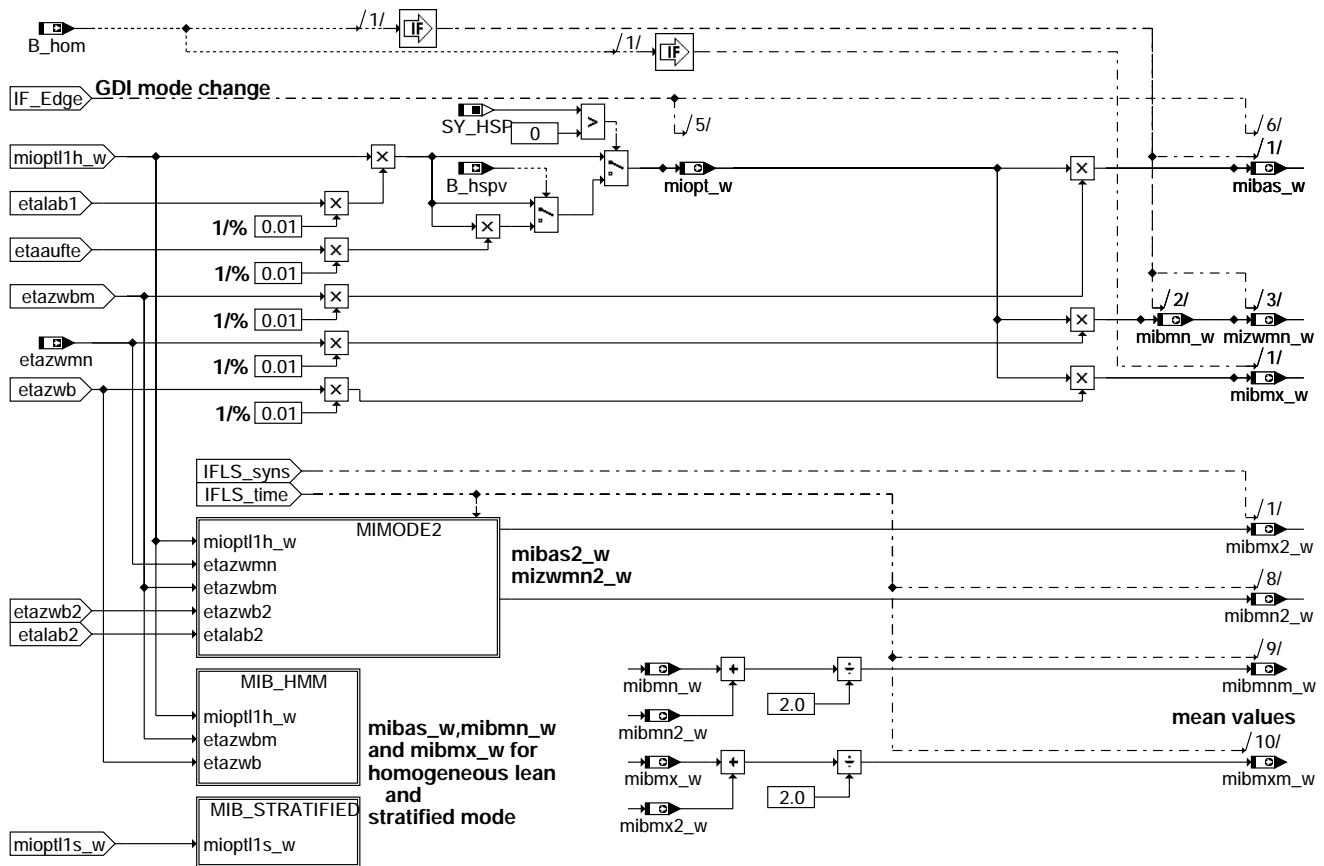 /1/
B_hom
/1/
GDI mode change
IF_Edge
SY_HSP
0
>
/5/
/6/
/1/
mioptl1h_w
B_hspv
miopt_w
mibas_w
etalab1
1/% 0.01
etaaufte
1/% 0.01
etazwbm
1/% 0.01
/2/
/3/
etazwmn
mibmn_w
mizwmn_w
1/% 0.01
/1/
etazwb
mibmx_w
1/% 0.01
IFLS_syns
IFLS_time
/1/
MIMODE2
mioptl1h_w
etazwmn
etazwbm
etazwb2
etalab2
mibas2_w
mizwmn2_w
mibmx2_w
/8/
mibmn2_w
etazwb2
etalab2
/9/
mibmn_w
2.0
mibmnm_w
mibmn2_w
mean values
/10/
mibmx_w
2.0
mibmxm_w
mibmx2_w
MIB_HMM
mioptl1h_w
etazwbm
etazwb
mibas_w,mibmn_w
and mibmx_w for
homogeneous lean
and
stratified mode
MIB_STRATIFIED
mioptl1s_w
mioptl1s_w
IF
IF